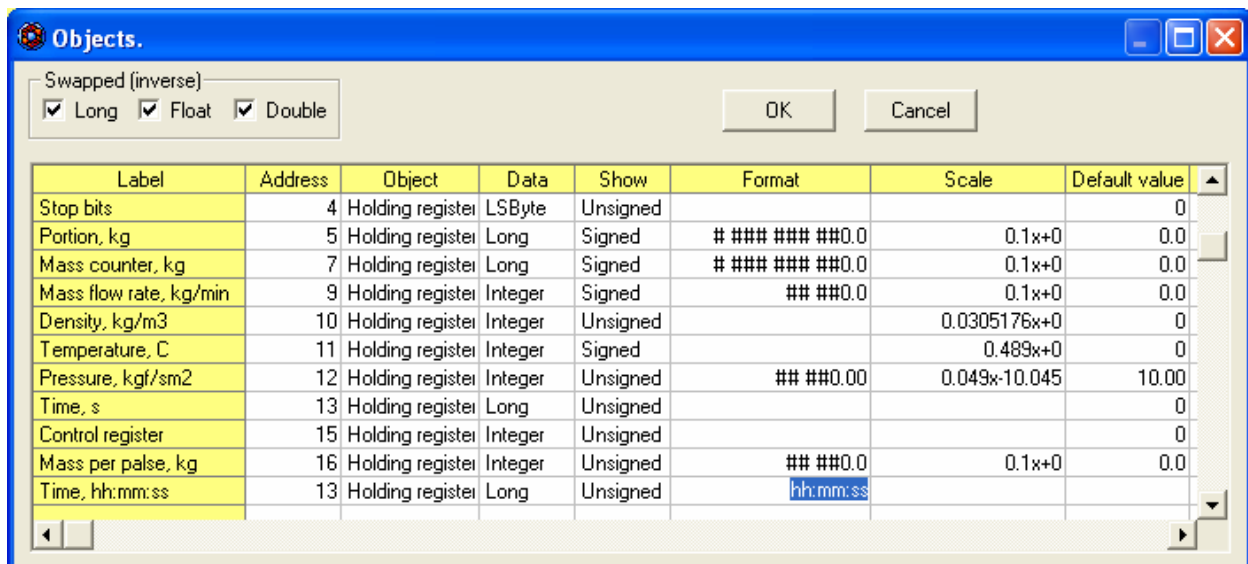 Objects.
Swapped (inverse)
Long Float Double OK Cancel
Label Address Object Data Show Format Scale Default value
Stop bits 4 Holding register LSByte Unsigned 0
Portion, kg 5 Holding register Long Signed # ### ### ##0.0 0.1x+0 0.0
Mass counter, kg 7 Holding register Long Signed # ### ### ##0.0 0.1x+0 0.0
Mass flow rate, kg/min 9 Holding register Integer Signed ## ##0.0 0.1x+0 0.0
Density, kg/m3 10 Holding register Integer Unsigned 0.0305176x+0 0
Temperature, C 11 Holding register Integer Signed 0.489x+0 0
Pressure, kgf/sm2 12 Holding register Integer Unsigned ## ##0.00 0.049x-10.045 10.00
Time, s 13 Holding register Long Unsigned 0
Control register 15 Holding register Integer Unsigned 0
Mass per palse, kg 16 Holding register Integer Unsigned ## ##0.0 0.1x+0 0.0
Time, hh:mm:ss 13 Holding register Long Unsigned hh:mm:ss